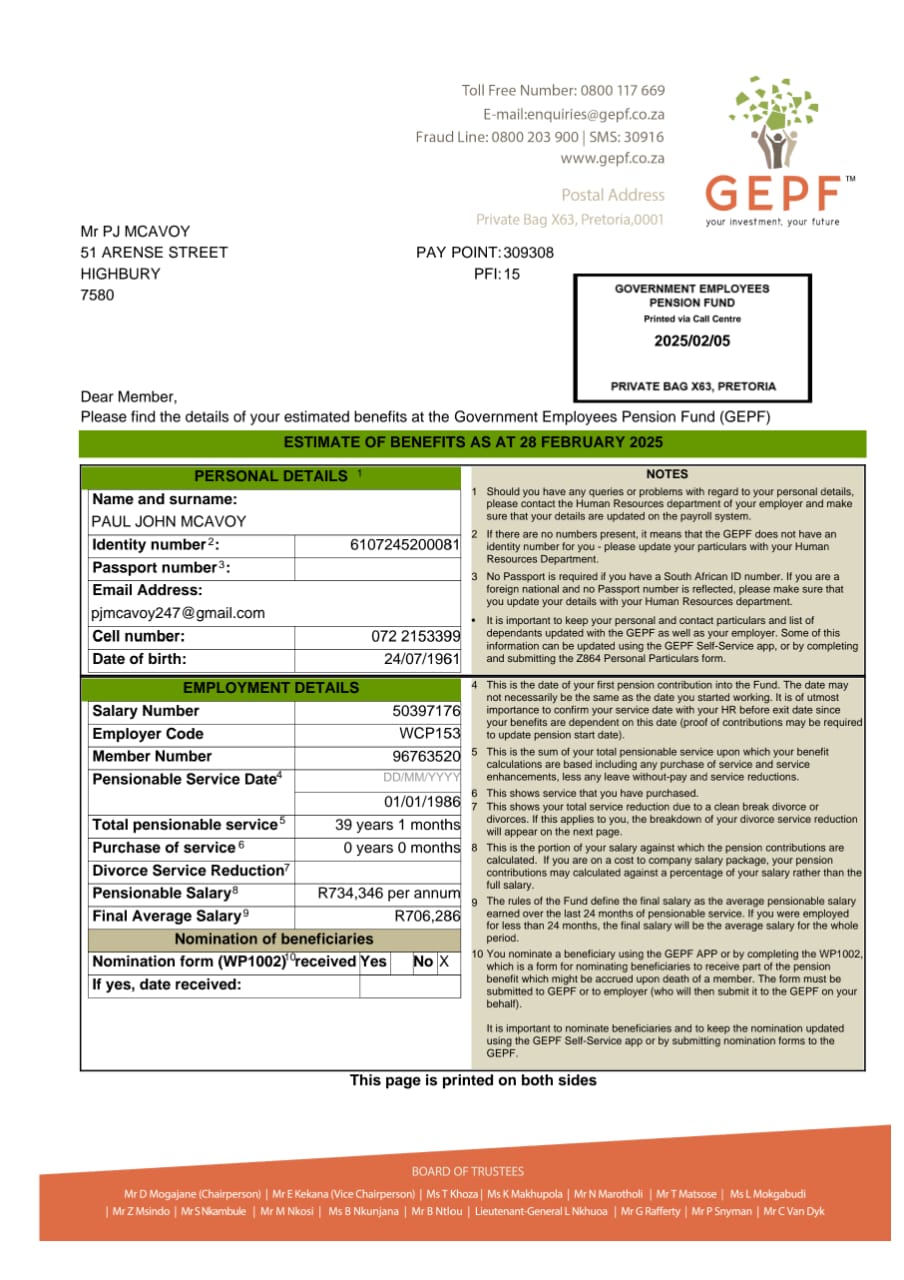 Toll Free Number: 0800 117 669
E-mail:enquiries@gepf.co.za
Fraud Line: 0800 203 900 | SMS: 30916
www.gepf.co.za
Postal Address
Private Bag X63, Pretoria,0001
GEPF™
your investment, your future
Mr PJ MCAVOY
51 ARENSE STREET
HIGHBURY
7580
PAY POINT: 309308
PFI: 15
GOVERNMENT EMPLOYEES
PENSION FUND
Printed via Call Centre
2025/02/05
PRIVATE BAG X63, PRETORIA
Dear Member,
Please find the details of your estimated benefits at the Government Employees Pension Fund (GEPF)
ESTIMATE OF BENEFITS AS AT 28 FEBRUARY 2025
PERSONAL DETAILS 1
Name and surname:
PAUL JOHN MCAVOY
Identity number2: 6107245200081
Passport number3:
Email Address:
pjmcavoy247@gmail.com
Cell number: 072 2153399
Date of birth: 24/07/1961
NOTES
1 Should you have any queries or problems with regard to your personal details,
please contact the Human Resources department of your employer and make
sure that your details are updated on the payroll system.
2 If there are no numbers present, it means that the GEPF does not have an
identity number for you - please update your particulars with your Human
Resources Department.
3 No Passport is required if you have a South African ID number. If you are a
foreign national and no Passport number is reflected, please make sure that
you update your details with your Human Resources department.
• It is important to keep your personal and contact particulars and list of
dependants updated with the GEPF as well as your employer. Some of this
information can be updated using the GEPF Self-Service app, or by completing
and submitting the Z864 Personal Particulars form.
EMPLOYMENT DETAILS
Salary Number 50397176
Employer Code WCP153
Member Number 96763520
Pensionable Service Date4 DD/MM/YYYY
01/01/1986
Total pensionable service5 39 years 1 months
Purchase of service6 0 years 0 months
Divorce Service Reduction7
Pensionable Salary8 R734,346 per annum
Final Average Salary9 R706,286
Nomination of beneficiaries
Nomination form (WP1002)10 received Yes No X
If yes, date received:
4 This is the date of your first pension contribution into the Fund. The date may
not necessarily be the same as the date you started working. It is of utmost
importance to confirm your service date with your HR before exit date since
your benefits are dependent on this date (proof of contributions may be required
to update pension start date).
5 This is the sum of your total pensionable service upon which your benefit
calculations are based including any purchase of service and service
enhancements, less any leave without-pay and service reductions.
6 This shows service that you have purchased.
7 This shows your total service reduction due to a clean break divorce or
divorces. If this applies to you, the breakdown of your divorce service reduction
will appear on the next page.
8 This is the portion of your salary against which the pension contributions are
calculated. If you are on a cost to company salary package, your pension
contributions may calculated against a percentage of your salary rather than the
full salary.
9 The rules of the Fund define the final salary as the average pensionable salary
earned over the last 24 months of pensionable service. If you were employed
for less than 24 months, the final salary will be the average salary for the whole
period.
10 You nominate a beneficiary using the GEPF APP or by completing the WP1002,
which is a form for nominating beneficiaries to receive part of the pension
benefit which might be accrued upon death of a member. The form must be
submitted to GEPF or to employer (who will then submit it to the GEPF on your
behalf).
It is important to nominate beneficiaries and to keep the nomination updated
using the GEPF Self-Service app or by submitting nomination forms to the
GEPF.
This page is printed on both sides
BOARD OF TRUSTEES
Mr D Mogajane (Chairperson) | Mr E Kekana (Vice Chairperson) | Ms T Khoza | Ms K Makhupola | Mr N Marotholi | Mr T Matsose | Ms L Mokgabudi
| Mr Z Msindo | Mr S Nkambule | Mr M Nkosi | Ms B Nkunjana | Mr B Ntlou | Lieutenant-General L Nkhuoa | Mr G Rafferty | Mr P Snyman | Mr C Van Dyk